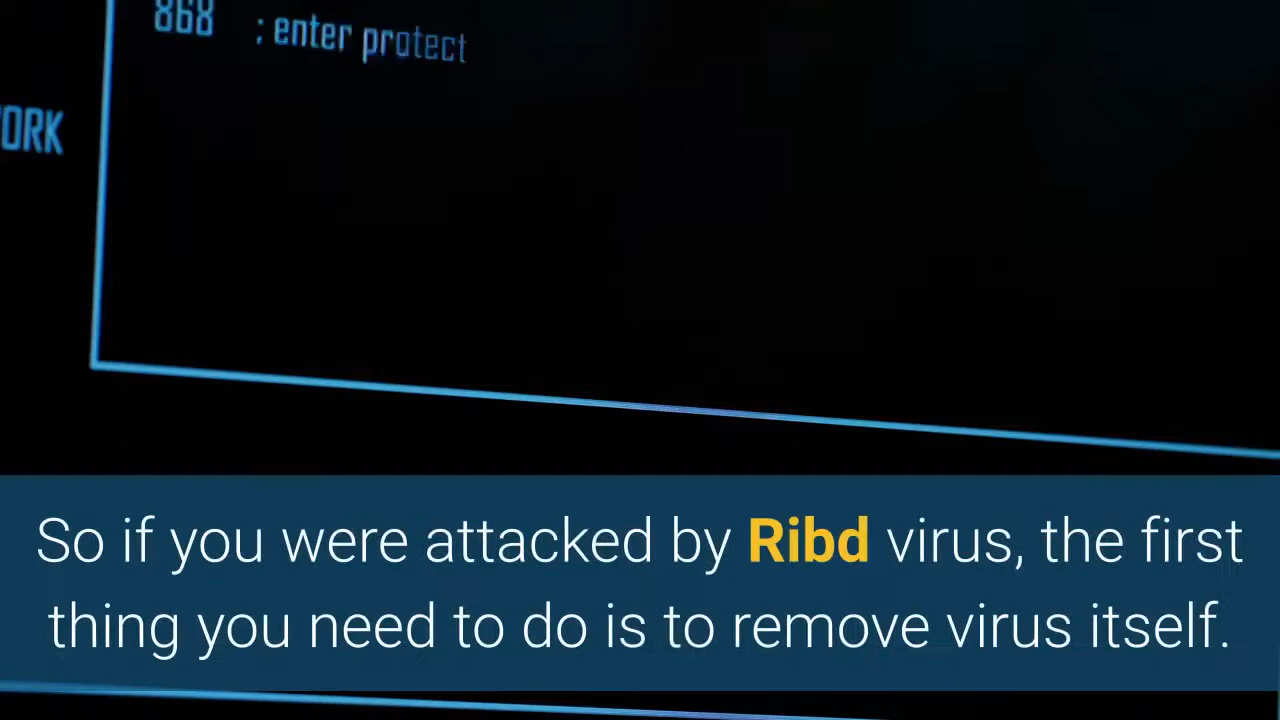 868 : enter protect
ORK
So if you were attacked by Ribd virus, the first
thing you need to do is to remove virus itself.